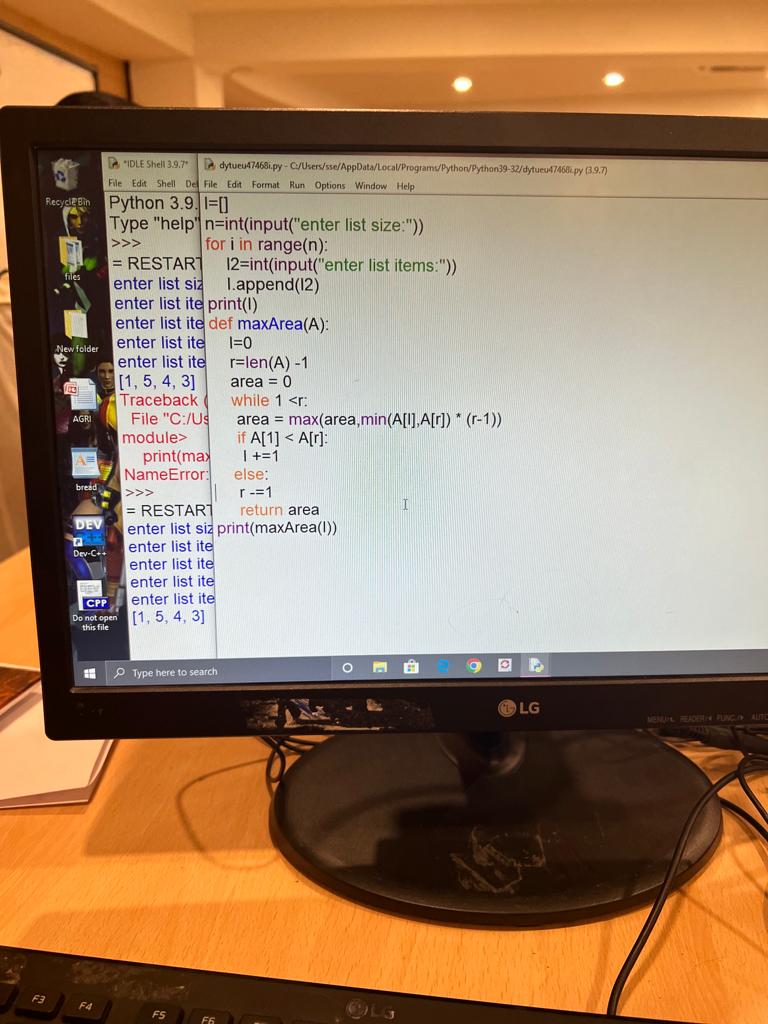 *IDLE Shell 3.9.7*
File Edit Shell De
Python 3.9.
Type "help"
>>>
= RESTART
enter list siz
enter list ite
enter list ite
enter list ite
enter list ite
[1, 5, 4, 3]
Traceback (
File "C:/Us
module>
print(max
NameError:
>>>
= RESTART
enter list siz
enter list ite
enter list ite
enter list ite
enter list ite
[1, 5, 4, 3]
dytueu47468i.py - C:/Users/sse/AppData/Local/Programs/Python/Python39-32/dytueu47468i.py (3.9.7)
File Edit Format Run Options Window Help
l=[]
n=int(input("enter list size:"))
for i in range(n):
l2=int(input("enter list items:"))
l.append(l2)
print(l)
def maxArea(A):
l=0
r=len(A) -1
area = 0
while 1 <r:
area = max(area,min(A[l],A[r]) * (r-1))
if A[1] < A[r]:
l +=1
else:
r -=1
return area
print(maxArea(l))
Recycle Bin
files
New folder
AGRI
bread
DEV
C++
Dev-C++
CPP
Do not open
this file
Type here to search
LG
MENU/ READER/ FUNC./ AUTO
F3
F4
F5
F6
LG